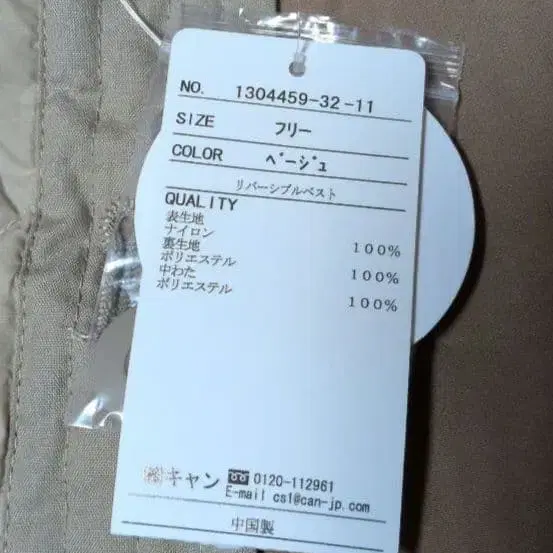 NO. 1304459-32-11
SIZE フリー
COLOR ベージュ
リバーシブルベスト
QUALITY
表生地
ナイロン 100%
裏生地
ポリエステル 100%
中わた
ポリエステル 100%
㈱キャン 0120-112961
E-mail cs1@can-jp.com
中国製